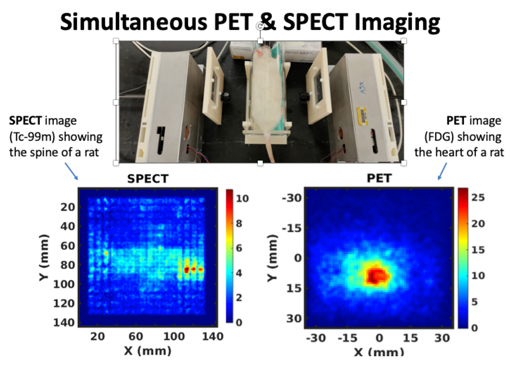 Simultaneous PET & SPECT Imaging
SPECT image
(Tc-99m) showing
the spine of a rat
PET image
(FDG) showing
the heart of a rat
SPECT
Y (mm)
20
40
60
80
100
120
140
20
60
100
140
X (mm)
10
8
6
4
2
0
PET
Y (mm)
-30
-15
0
15
30
-30
-15
0
15
30
X (mm)
25
20
15
10
5
0